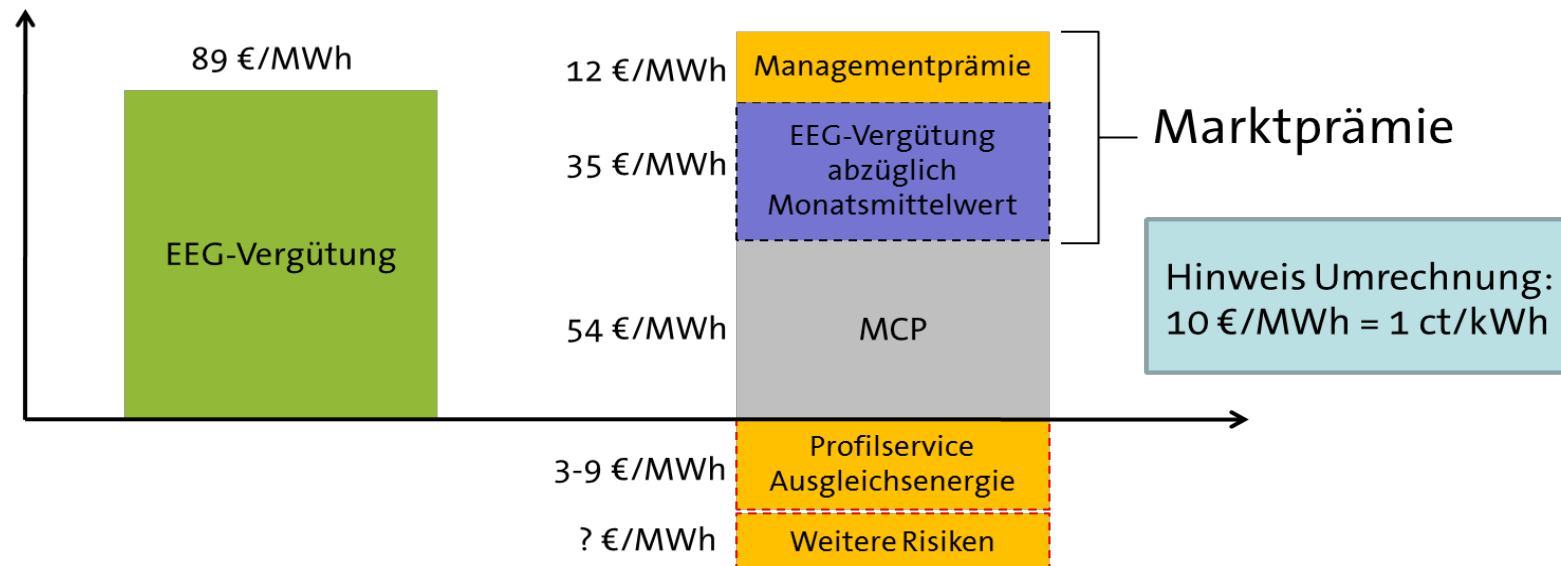 89 €/MWh
EEG-Vergütung
12 €/MWh
Managementprämie
35 €/MWh
EEG-Vergütung
abzüglich
Monatsmittelwert
Marktprämie
54 €/MWh
MCP
Hinweis Umrechnung:
10 €/MWh = 1 ct/kWh
3-9 €/MWh
Profilservice
Ausgleichsenergie
? €/MWh
Weitere Risiken